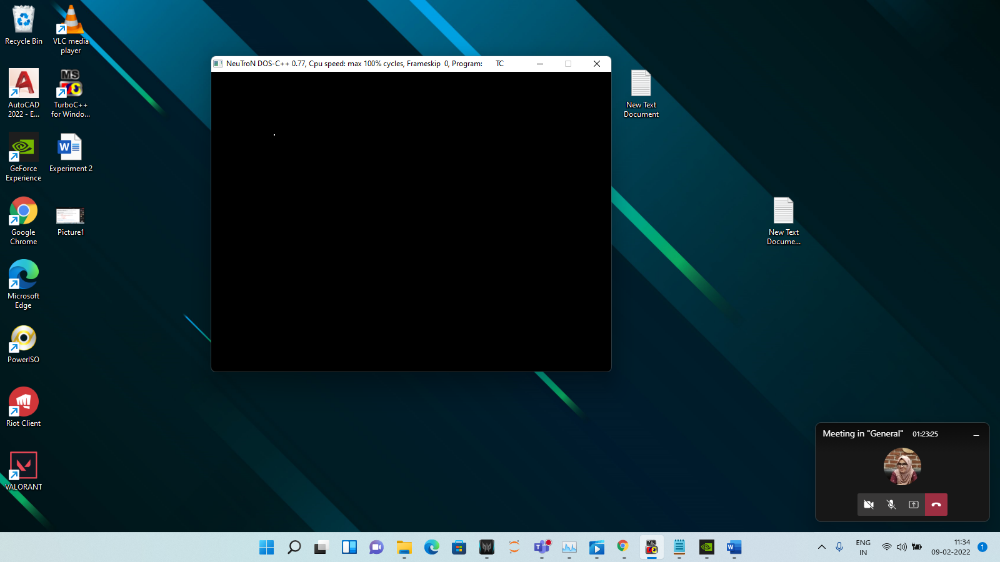 Recycle Bin
VLC media
player
AutoCAD
2022 - E...
MS
TurboC++
for Windo...
GeForce
Experience
W
Experiment 2
Google
Chrome
Picture1
Microsoft
Edge
PowerISO
Riot Client
VALORANT
NeuTroN DOS-C++ 0.77, Cpu speed: max 100% cycles, Frameskip 0, Program: TC
New Text
Document
New Text
Docume...
Meeting in "General" 01:23:25
MS
W
ENG
IN
11:34
09-02-2022
1